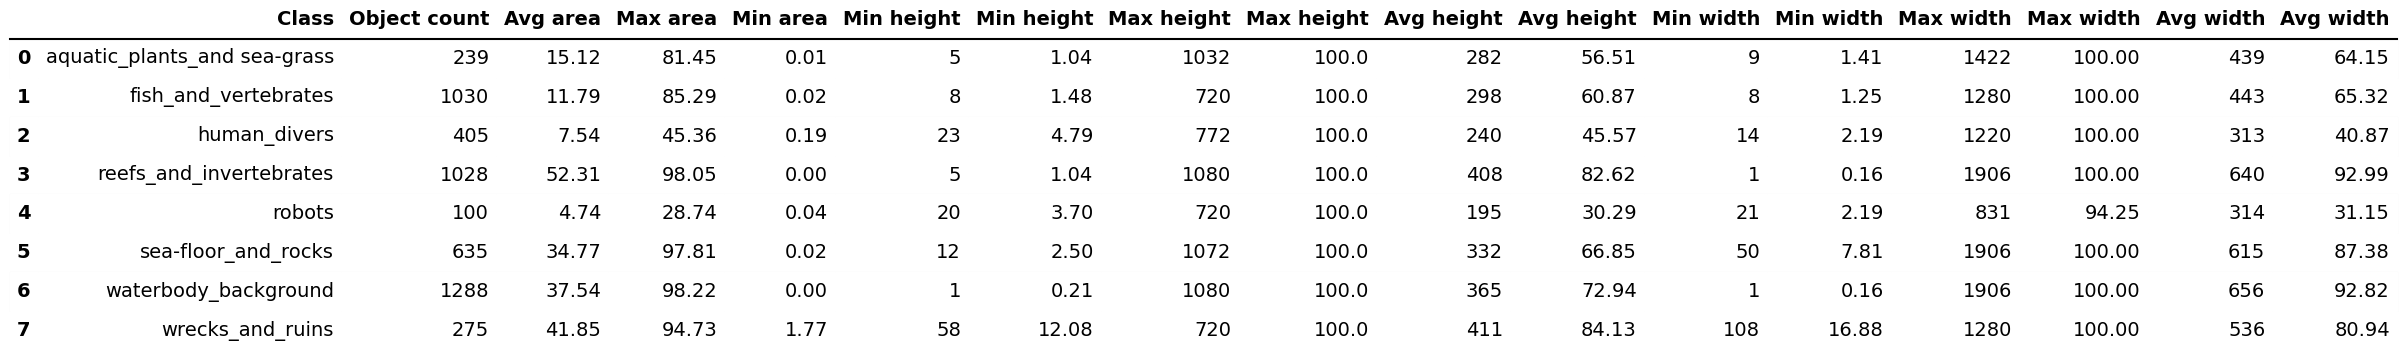 Class Object count Avg area Max area Min area Min height Min height Max height Max height Avg height Avg height Min width Min width Max width Max width Avg width Avg width
0 aquatic_plants_and sea-grass 239 15.12 81.45 0.01 5 1.04 1032 100.0 282 56.51 9 1.41 1422 100.00 439 64.15
1 fish_and_vertebrates 1030 11.79 85.29 0.02 8 1.48 720 100.0 298 60.87 8 1.25 1280 100.00 443 65.32
2 human_divers 405 7.54 45.36 0.19 23 4.79 772 100.0 240 45.57 14 2.19 1220 100.00 313 40.87
3 reefs_and_invertebrates 1028 52.31 98.05 0.00 5 1.04 1080 100.0 408 82.62 1 0.16 1906 100.00 640 92.99
4 robots 100 4.74 28.74 0.04 20 3.70 720 100.0 195 30.29 21 2.19 831 94.25 314 31.15
5 sea-floor_and_rocks 635 34.77 97.81 0.02 12 2.50 1072 100.0 332 66.85 50 7.81 1906 100.00 615 87.38
6 waterbody_background 1288 37.54 98.22 0.00 1 0.21 1080 100.0 365 72.94 1 0.16 1906 100.00 656 92.82
7 wrecks_and_ruins 275 41.85 94.73 1.77 58 12.08 720 100.0 411 84.13 108 16.88 1280 100.00 536 80.94